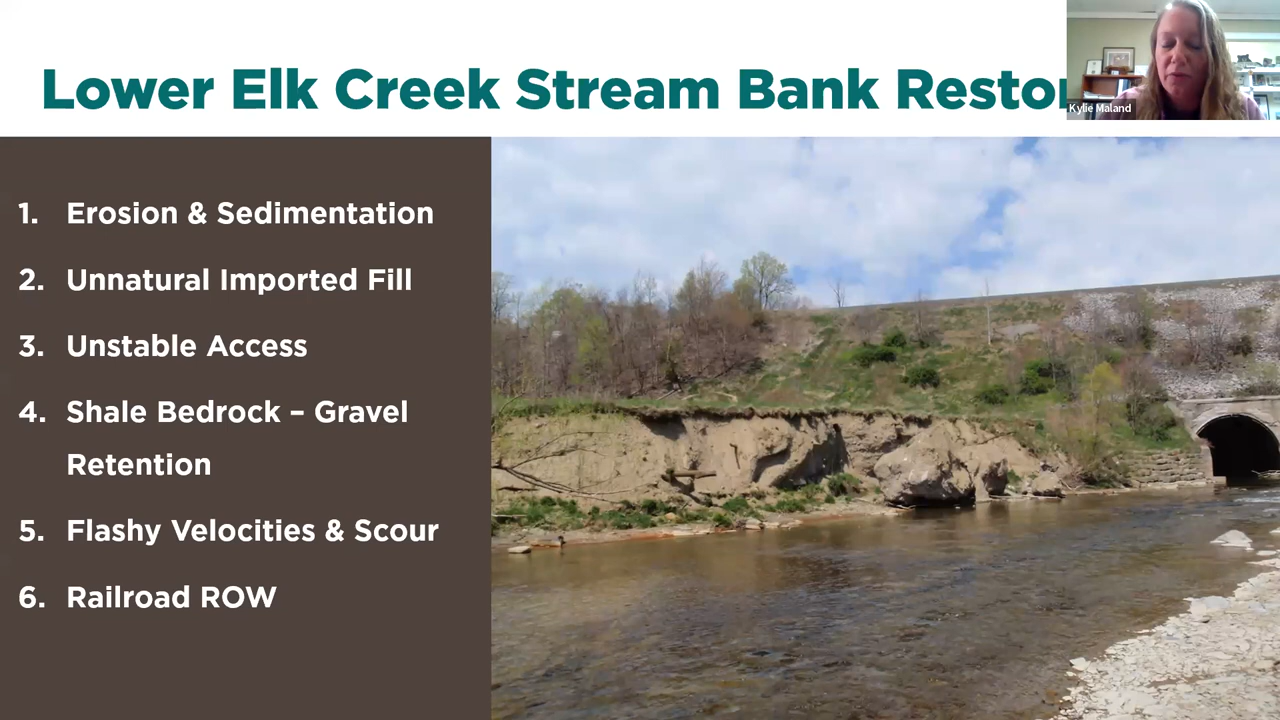 Lower Elk Creek Stream Bank Resto
Kylie Maland
1. Erosion & Sedimentation
2. Unnatural Imported Fill
3. Unstable Access
4. Shale Bedrock – Gravel
Retention
5. Flashy Velocities & Scour
6. Railroad ROW